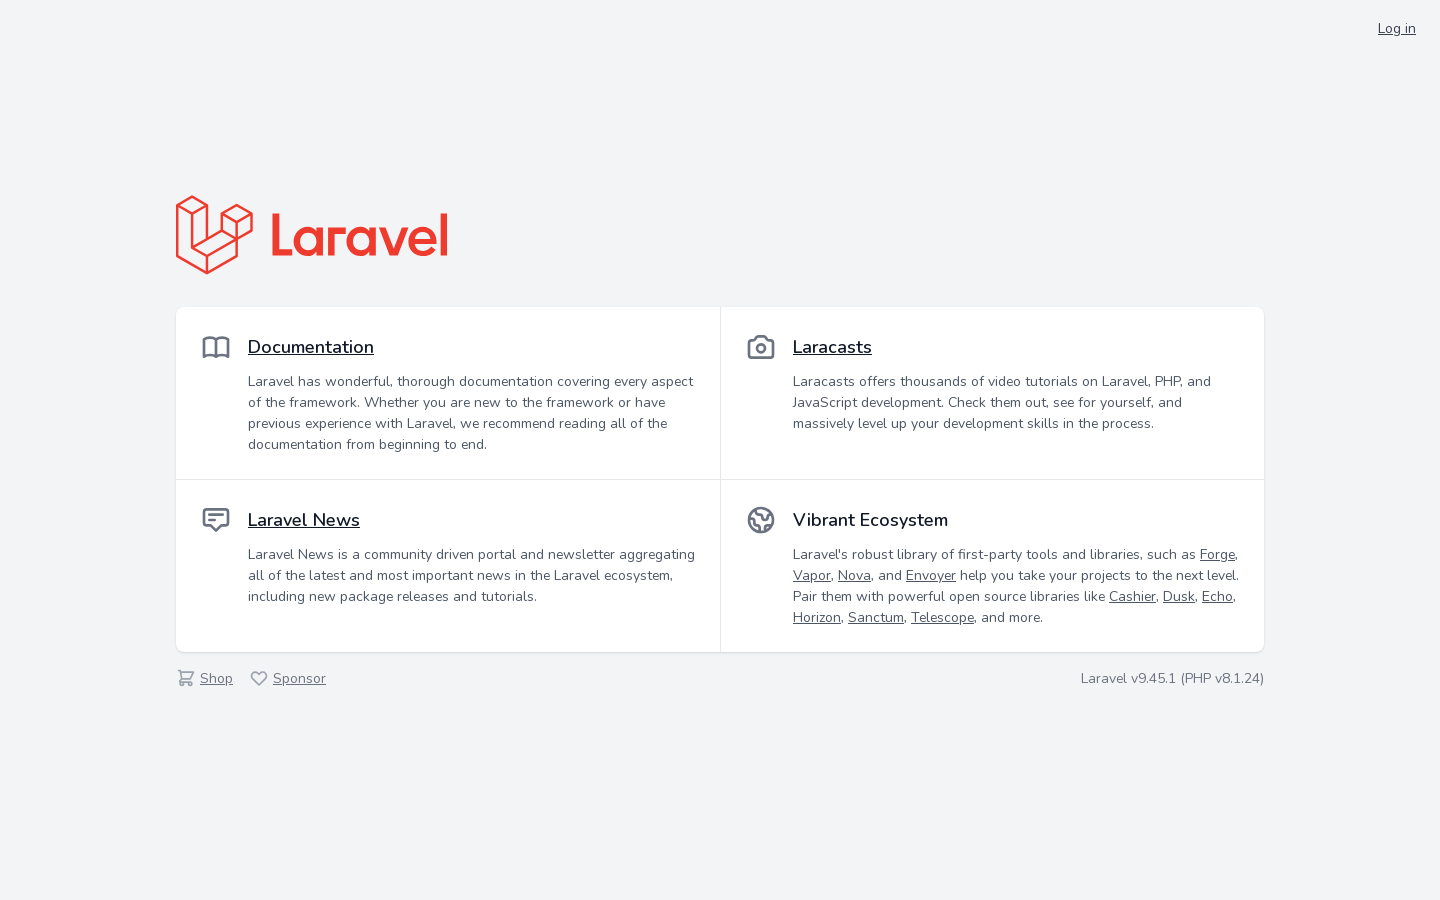 Log in
Laravel
Documentation
Laravel has wonderful, thorough documentation covering every aspect
of the framework. Whether you are new to the framework or have
previous experience with Laravel, we recommend reading all of the
documentation from beginning to end.
Laracasts
Laracasts offers thousands of video tutorials on Laravel, PHP, and
JavaScript development. Check them out, see for yourself, and
massively level up your development skills in the process.
Laravel News
Laravel News is a community driven portal and newsletter aggregating
all of the latest and most important news in the Laravel ecosystem,
including new package releases and tutorials.
Vibrant Ecosystem
Laravel's robust library of first-party tools and libraries, such as Forge,
Vapor, Nova, and Envoyer help you take your projects to the next level.
Pair them with powerful open source libraries like Cashier, Dusk, Echo,
Horizon, Sanctum, Telescope, and more.
Shop Sponsor
Laravel v9.45.1 (PHP v8.1.24)